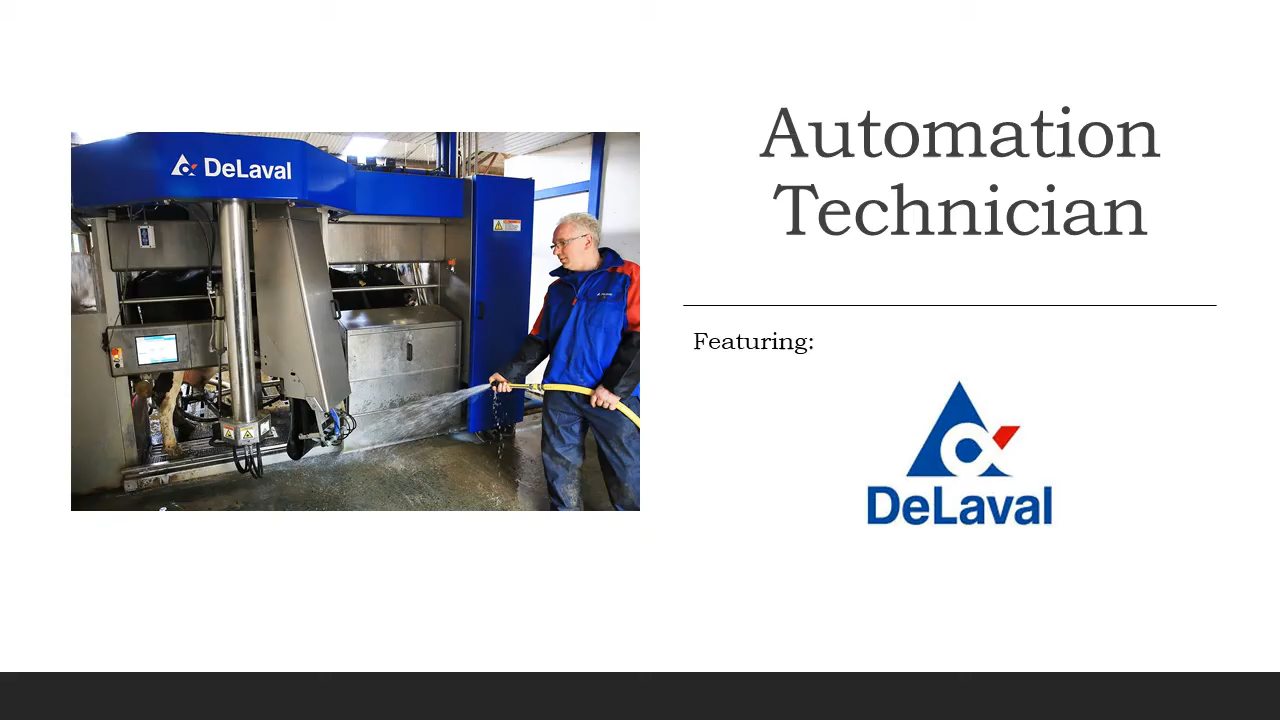 DeLaval
Automation
Technician
Featuring:
DeLaval